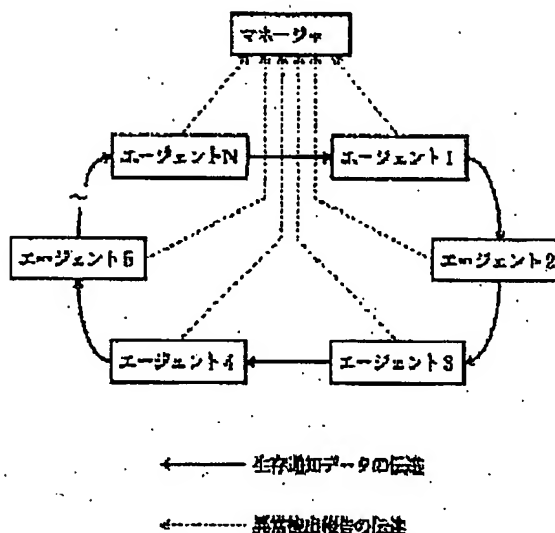 マネージャ
エージェントN
エージェント1
エージェント5
エージェント2
エージェント4
エージェント3
生存通知データの伝達
異常検出報告の伝達